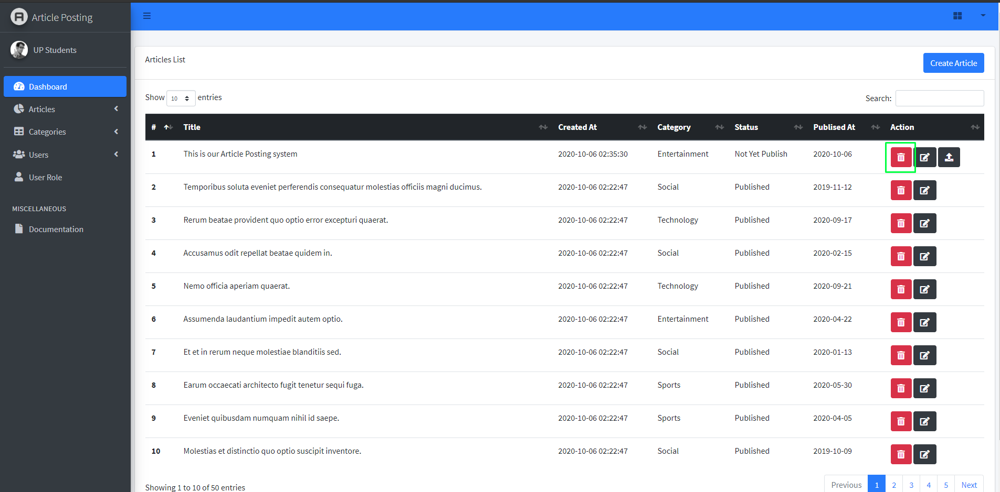 Article Posting
UP Students
Dashboard
Articles
Categories
Users
User Role
MISCELLANEOUS
Documentation
Articles List
Create Article
Show 10 entries
Search:
# Title Created At Category Status Publised At Action
1 This is our Article Posting system 2020-10-06 02:35:30 Entertainment Not Yet Publish 2020-10-06
2 Temporibus soluta eveniet perferendis consequatur molestias officiis magni ducimus. 2020-10-06 02:22:47 Social Published 2019-11-12
3 Rerum beatae provident quo optio error excepturi quaerat. 2020-10-06 02:22:47 Technology Published 2020-09-17
4 Accusamus odit repellat beatae quidem in. 2020-10-06 02:22:47 Social Published 2020-02-15
5 Nemo officia aperiam quaerat. 2020-10-06 02:22:47 Technology Published 2020-09-21
6 Assumenda laudantium impedit autem optio. 2020-10-06 02:22:47 Entertainment Published 2020-04-22
7 Et et in rerum neque molestiae blanditiis sed. 2020-10-06 02:22:47 Social Published 2020-01-13
8 Earum occaecati architecto fugit tenetur sequi fuga. 2020-10-06 02:22:47 Sports Published 2020-05-30
9 Eveniet quibusdam numquam nihil id saepe. 2020-10-06 02:22:47 Sports Published 2020-04-05
10 Molestias et distinctio quo optio suscipit inventore. 2020-10-06 02:22:47 Social Published 2019-10-09
Showing 1 to 10 of 50 entries
Previous 1 2 3 4 5 Next